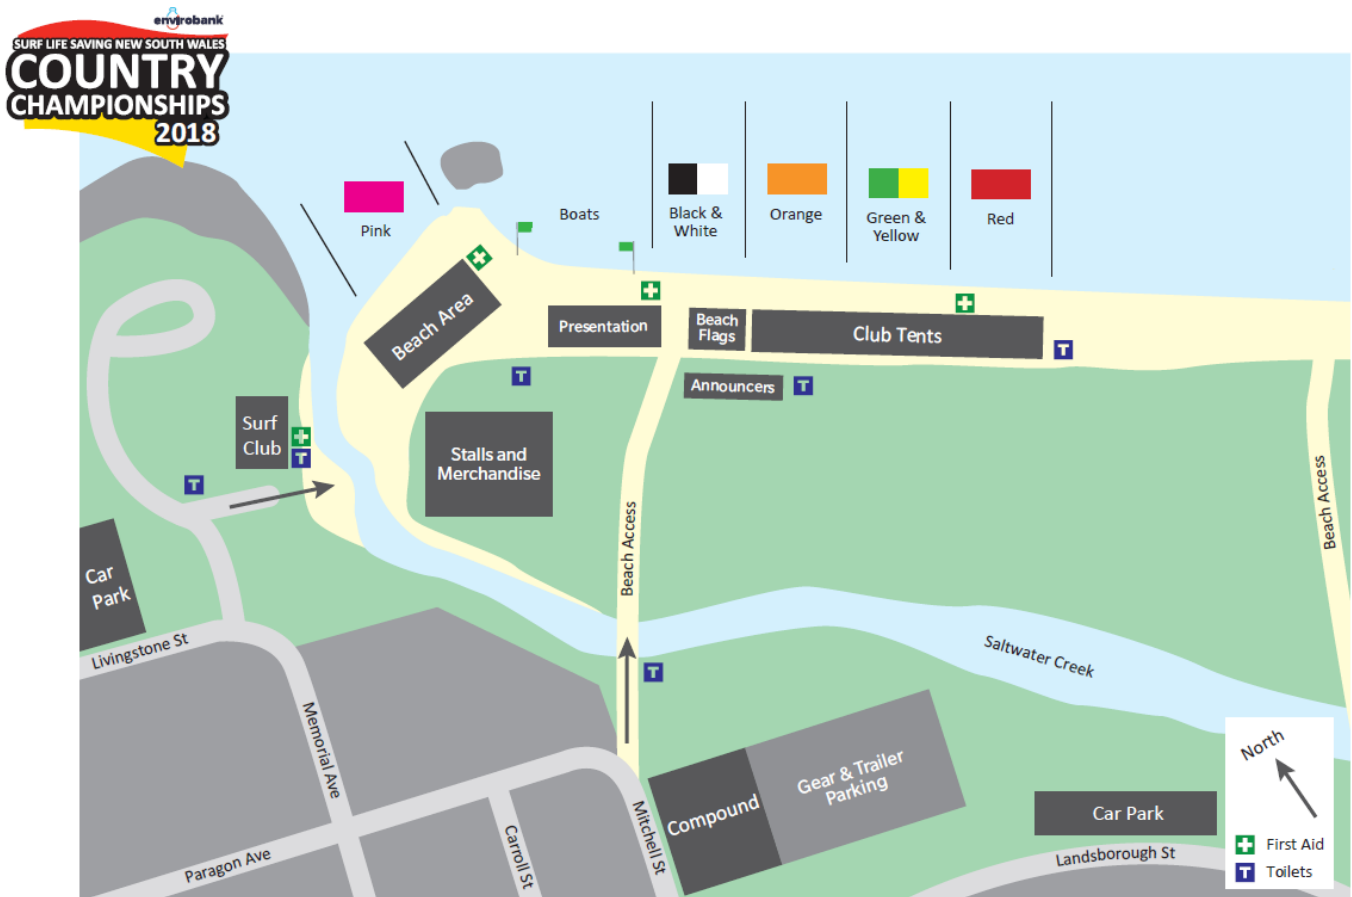 envirobank
SURF LIFE SAVING NEW SOUTH WALES
COUNTRY
CHAMPIONSHIPS
2018
Pink
Boats
Black &
White
Orange
Green &
Yellow
Red
Beach Area
Presentation
Beach
Flags
Club Tents
Announcers
T
T
T
Surf
Club
T
T
Stalls and
Merchandise
Beach Access
Beach Access
Car
Park
Livingstone St
Memorial Ave
Saltwater Creek
T
Gear & Trailer
Parking
Compound
Mitchell St
Carroll St
Paragon Ave
Car Park
Landsborough St
North
First Aid
T Toilets